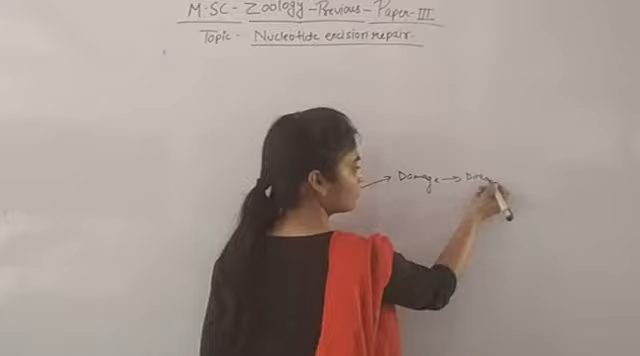 M.SC - Zoology - Previous - Paper - III
Topic - Nucleotide excision repair.
→ Damage →